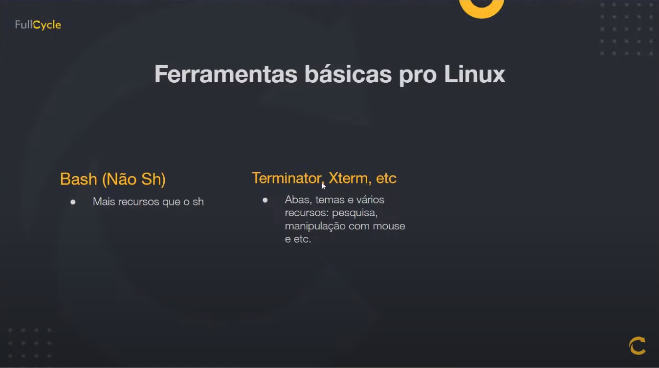 FullCycle
Ferramentas básicas pro Linux
Bash (Não Sh)
● Mais recursos que o sh
Terminator, Xterm, etc
● Abas, temas e vários
recursos: pesquisa,
manipulação com mouse
e etc.